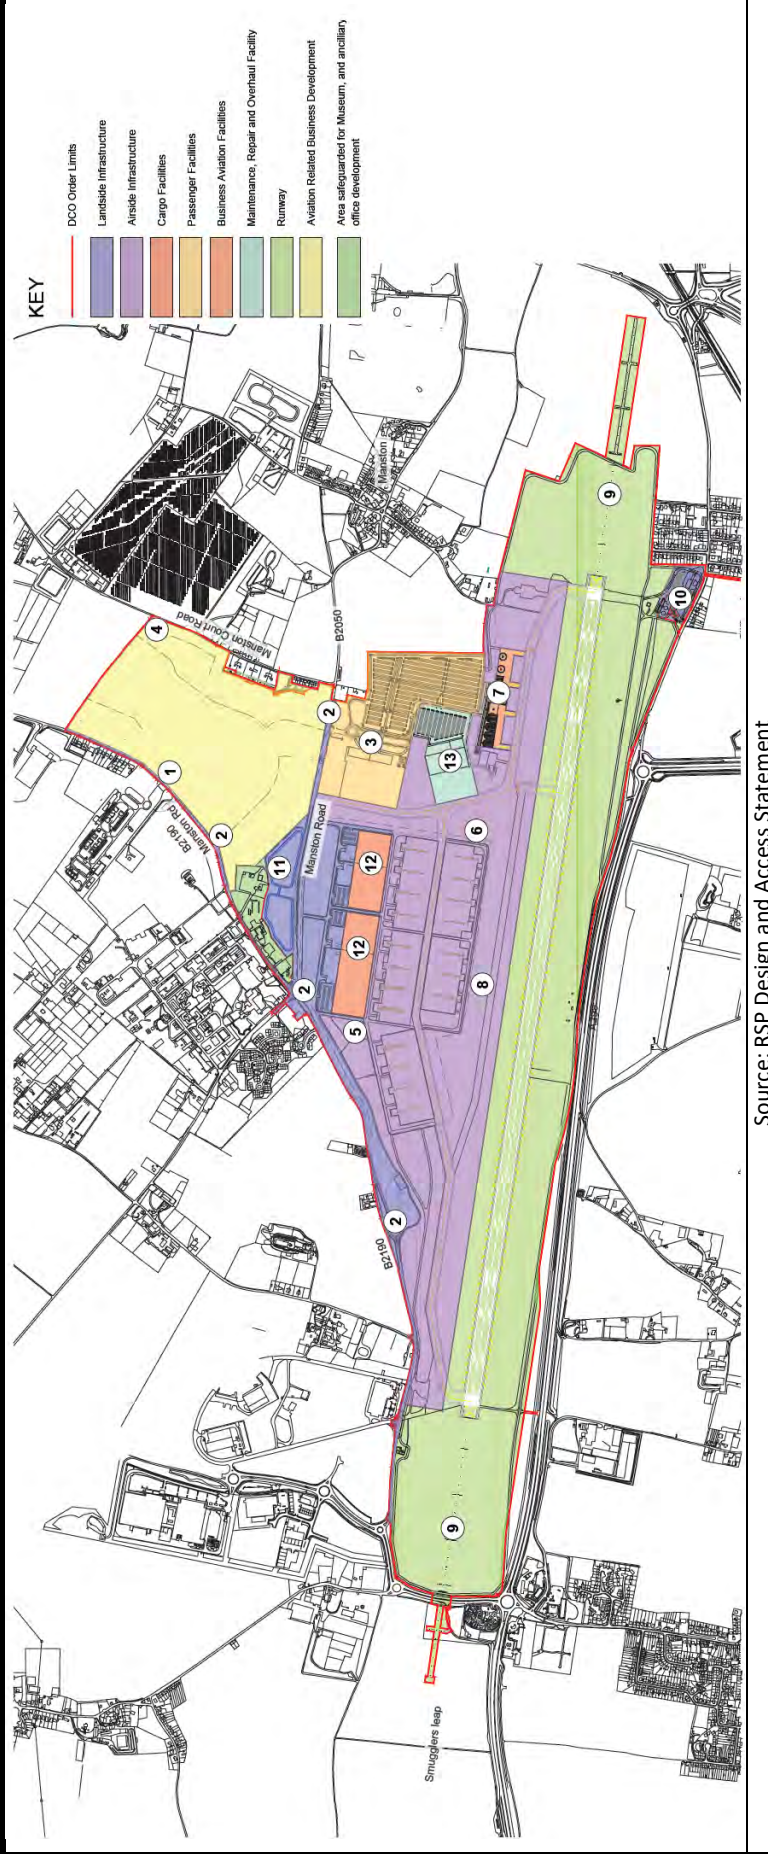 KEY
DCO Order Limits
Landside Infrastructure
Airside Infrastructure
Cargo Facilities
Passenger Facilities
Business Aviation Facilities
Maintenance, Repair and Overhaul Facility
Runway
Aviation Related Business Development
Area safeguarded for Museum, and ancilliary
office development
Manston
Manston Court Road
B2050
4
1
2
B2190
Manston Rd
2
3
13
7
9
10
11
Manston Road
12
12
6
8
2
5
2
B2190
9
Smugglers leap
Source: RSP Design and Access Statement